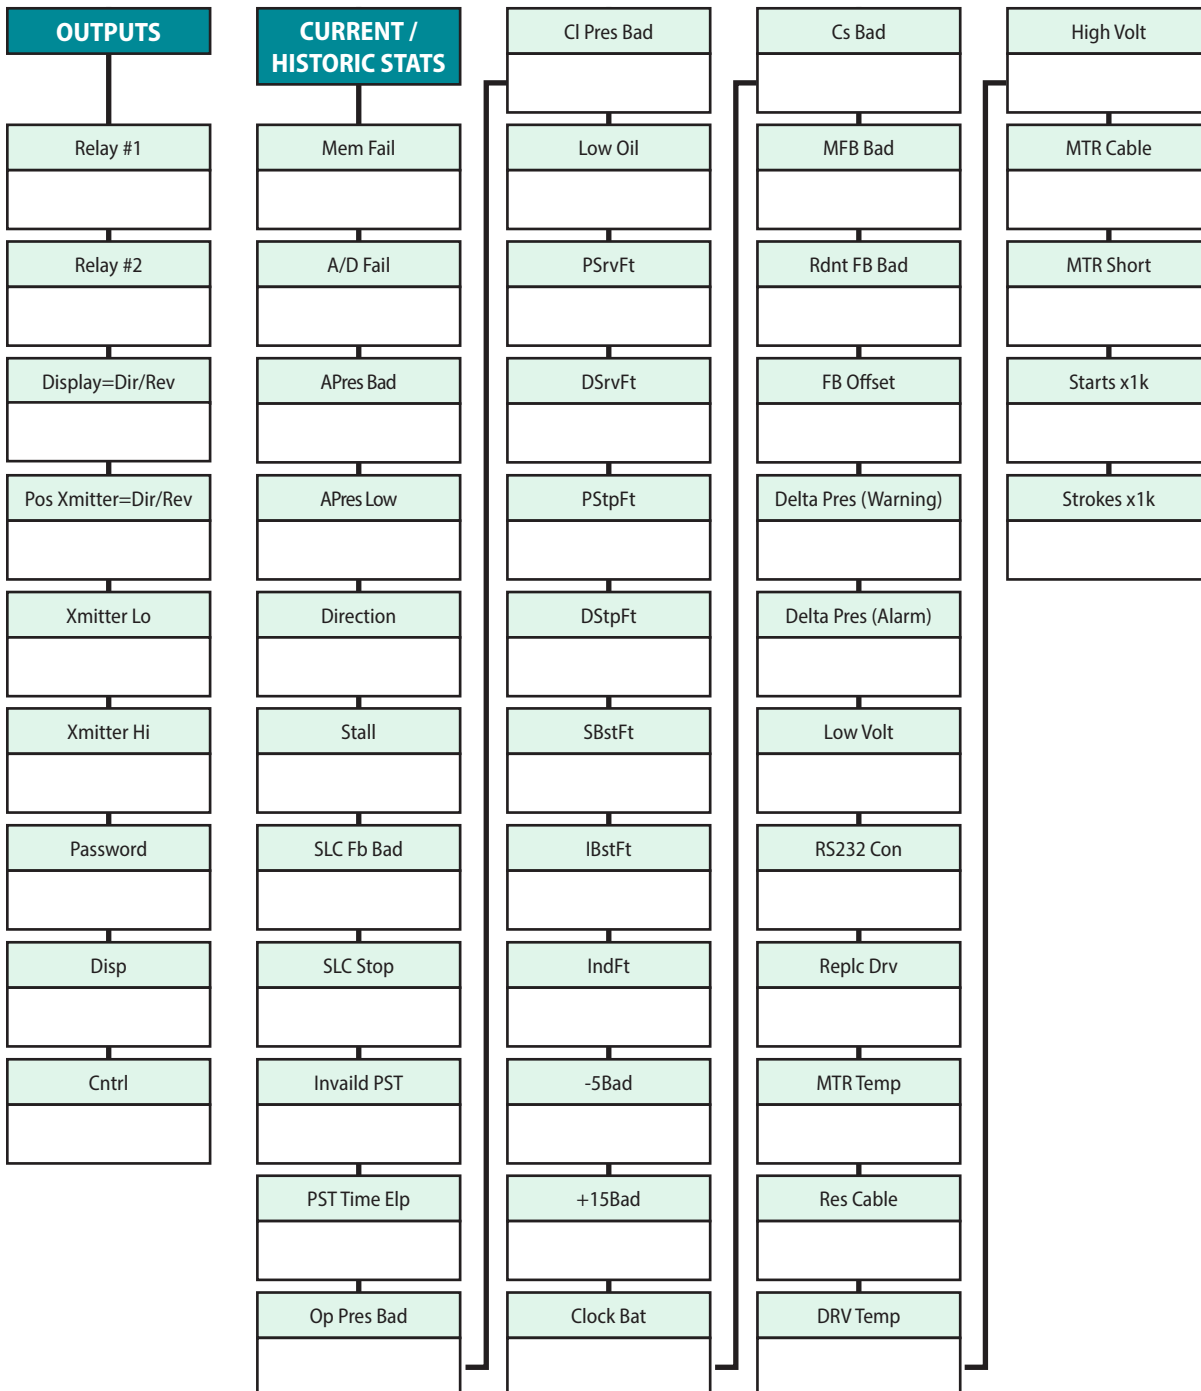 OUTPUTS
Relay #1
Relay #2
Display=Dir/Rev
Pos Xmitter=Dir/Rev
Xmitter Lo
Xmitter Hi
Password
Disp
Cntrl
CURRENT /
HISTORIC STATS
Mem Fail
A/D Fail
APres Bad
APres Low
Direction
Stall
SLC Fb Bad
SLC Stop
Invaild PST
PST Time Elp
Op Pres Bad
Cl Pres Bad
Low Oil
PSrvFt
DSrvFt
PStpFt
DStpFt
SBstFt
IBstFt
IndFt
-5Bad
+15Bad
Clock Bat
Cs Bad
MFB Bad
Rdnt FB Bad
FB Offset
Delta Pres (Warning)
Delta Pres (Alarm)
Low Volt
RS232 Con
Replc Drv
MTR Temp
Res Cable
DRV Temp
High Volt
MTR Cable
MTR Short
Starts x1k
Strokes x1k